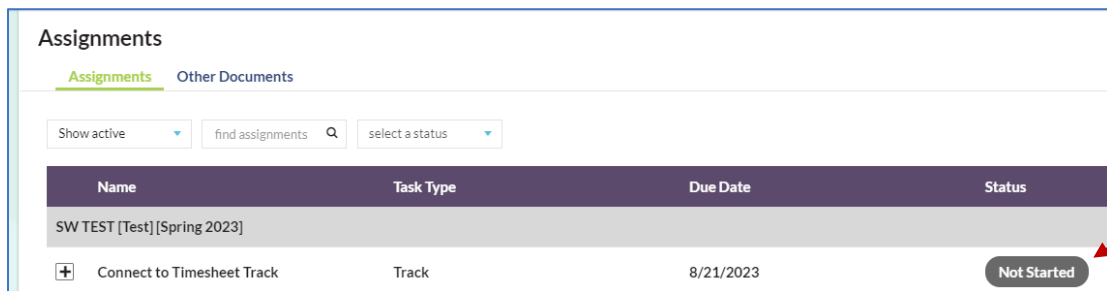 Assignments
Assignments Other Documents
Show active find assignments select a status
Name Task Type Due Date Status
SW TEST [Test] [Spring 2023]
Connect to Timesheet Track Track 8/21/2023 Not Started